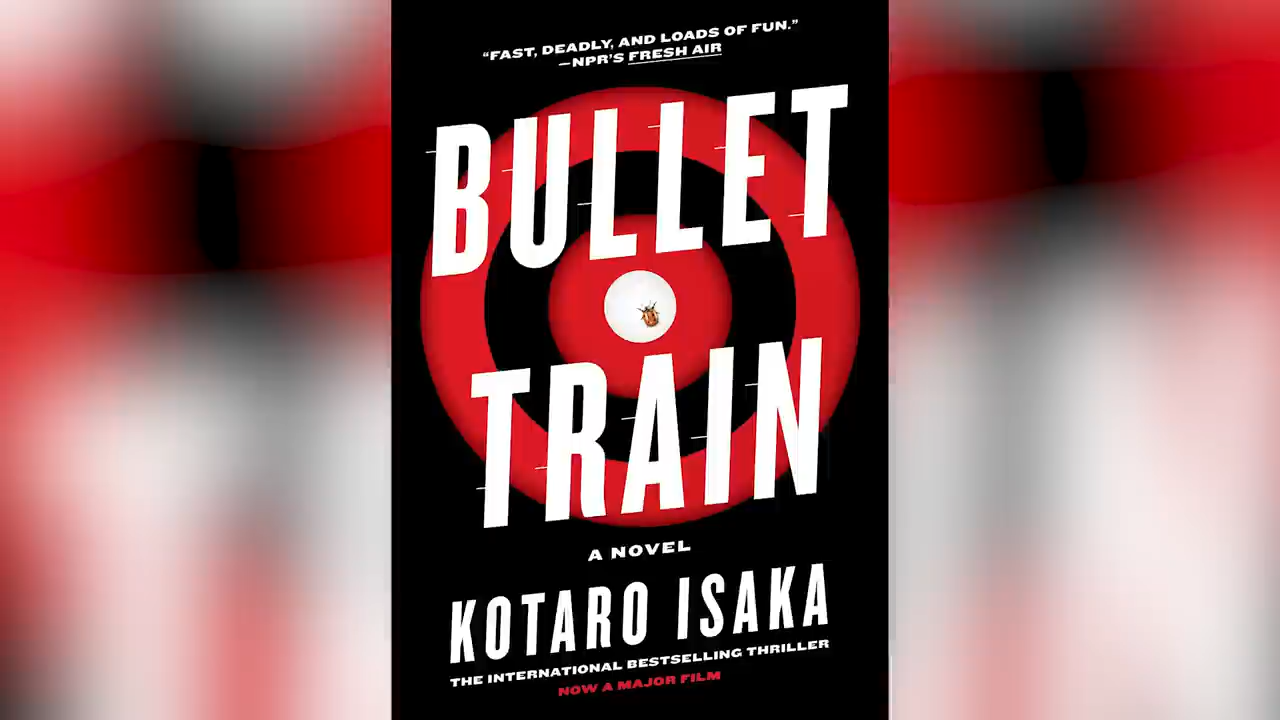 “FAST, DEADLY, AND LOADS OF FUN.”
—NPR’S FRESH AIR
BULLET
TRAIN
A NOVEL
KOTARO ISAKA
THE INTERNATIONAL BESTSELLING THRILLER
NOW A MAJOR FILM